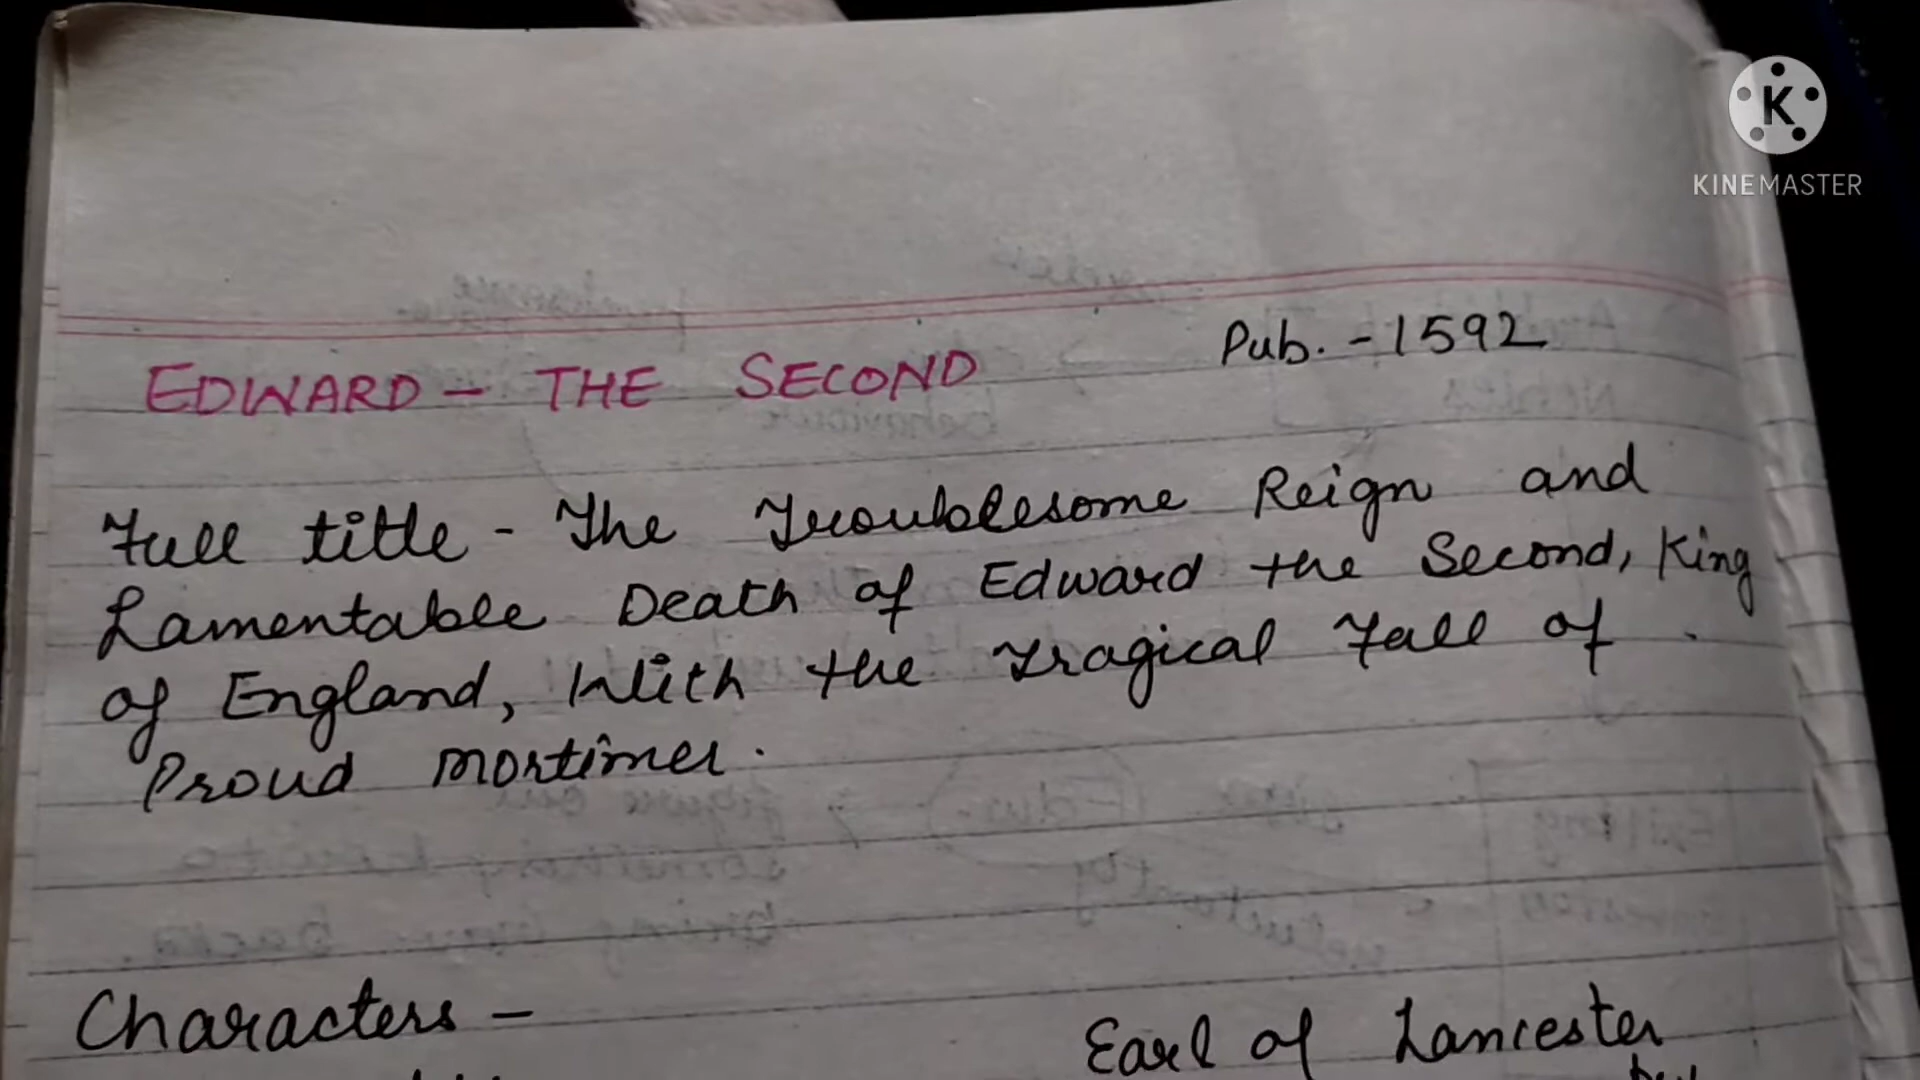 KINEMASTER
EDWARD - THE SECOND
Pub. - 1592
Full title - The Troublesome Reign and
Lamentable Death of Edward the Second, King
of England, With the Tragical Fall of
Proud Mortimer.
Characters -
Earl of Lancester